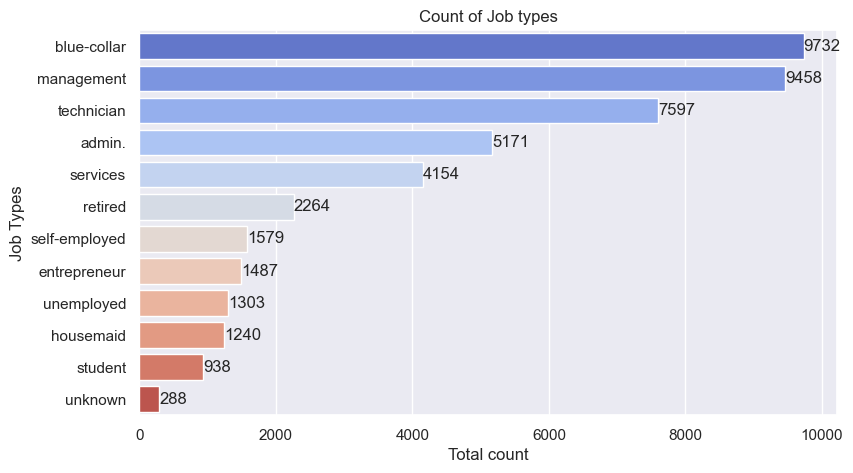 Count of Job types
Job Types
blue-collar 9732
management 9458
technician 7597
admin. 5171
services 4154
retired 2264
self-employed 1579
entrepreneur 1487
unemployed 1303
housemaid 1240
student 938
unknown 288
0 2000 4000 6000 8000 10000
Total count